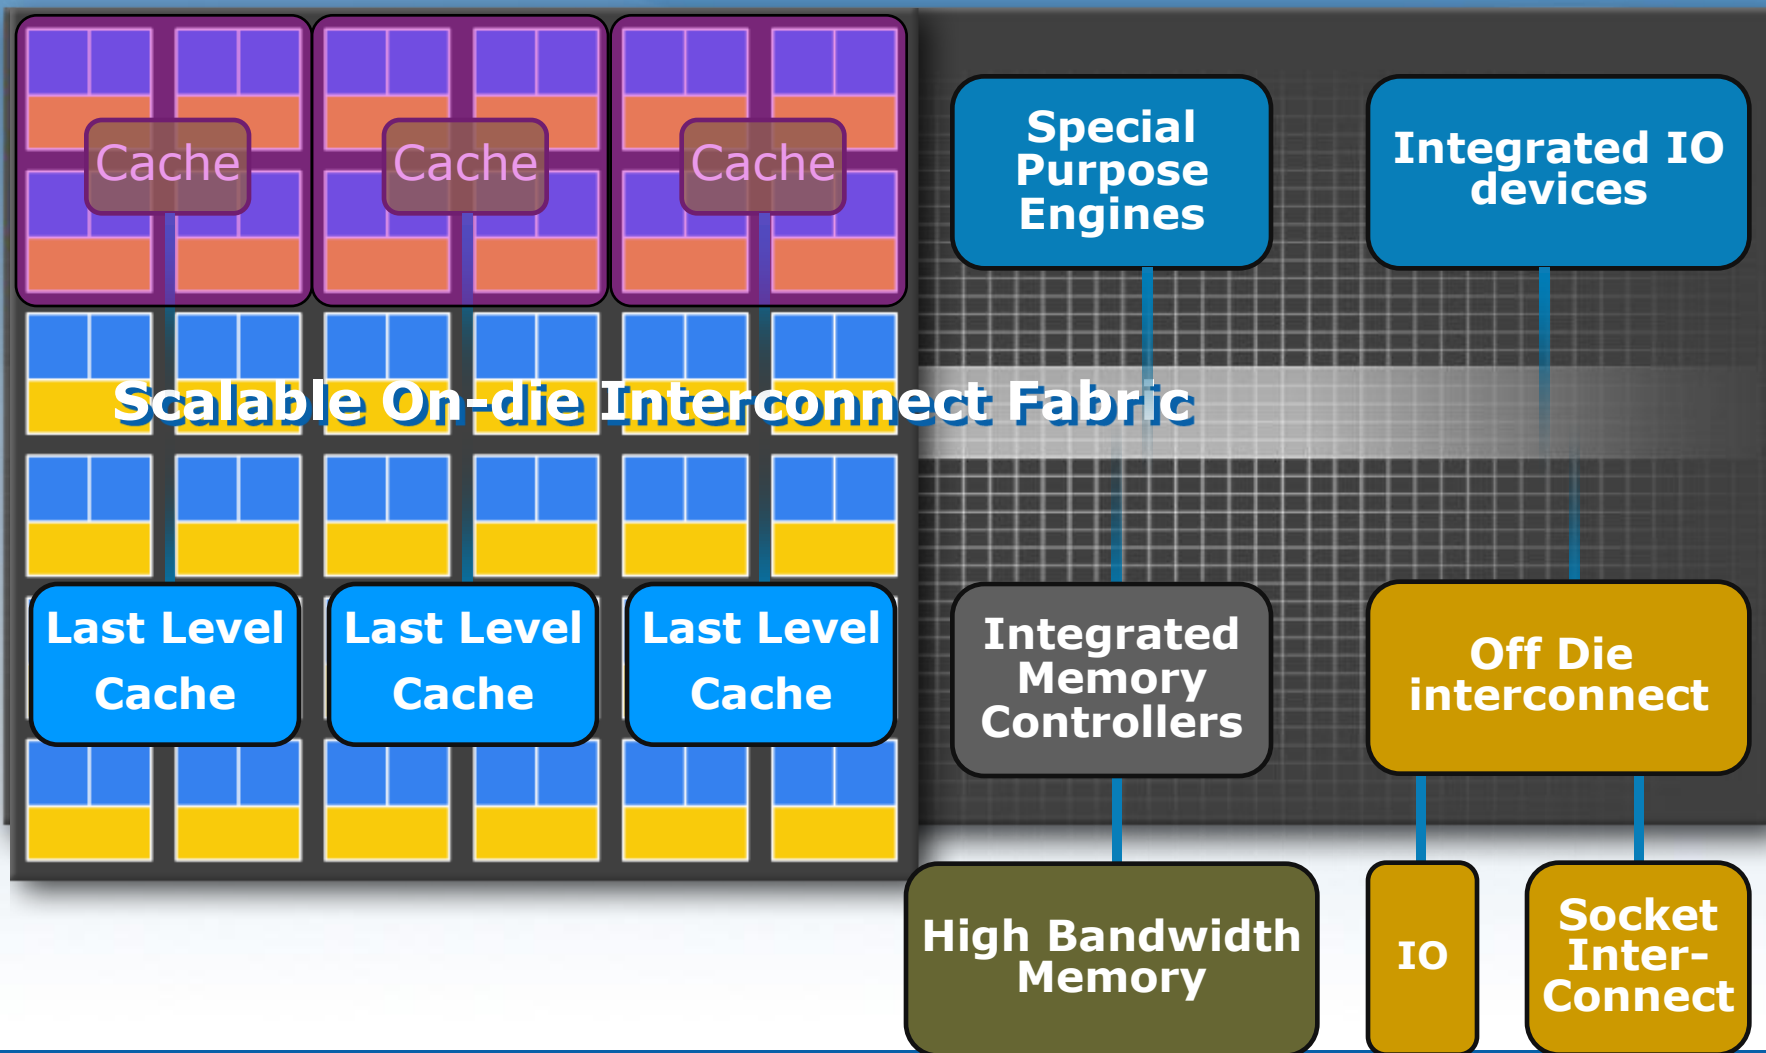 Cache
Cache
Cache
Special
Purpose
Engines
Integrated IO
devices
Scalable On-die Interconnect Fabric
Last Level
Cache
Last Level
Cache
Last Level
Cache
Integrated
Memory
Controllers
Off Die
interconnect
High Bandwidth
Memory
IO
Socket
Inter-
Connect